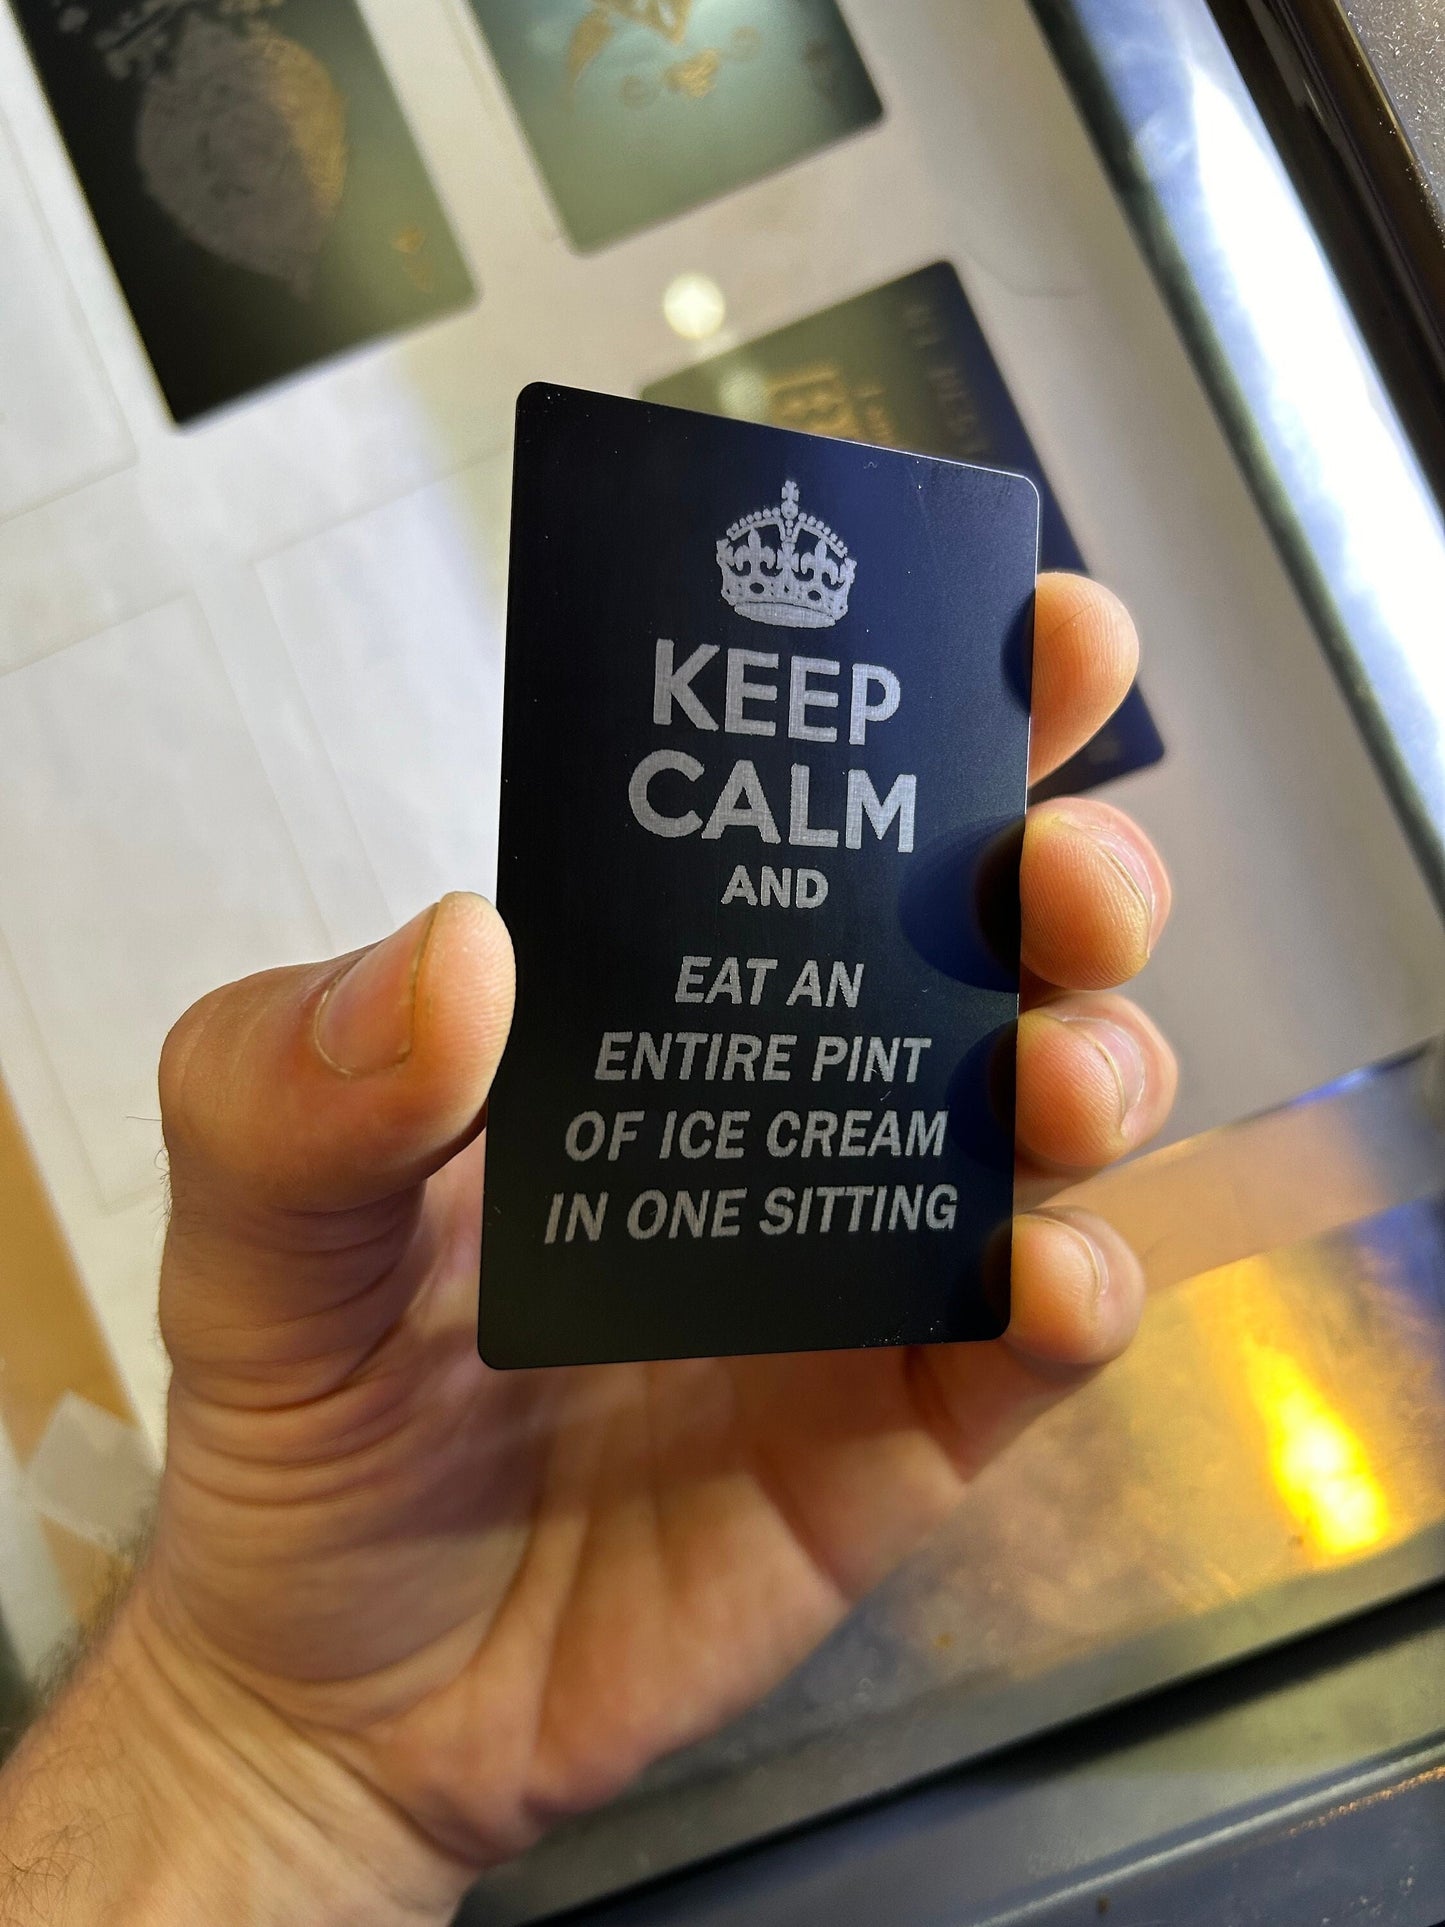 KEEP
CALM
AND
EAT AN
ENTIRE PINT
OF ICE CREAM
IN ONE SITTING